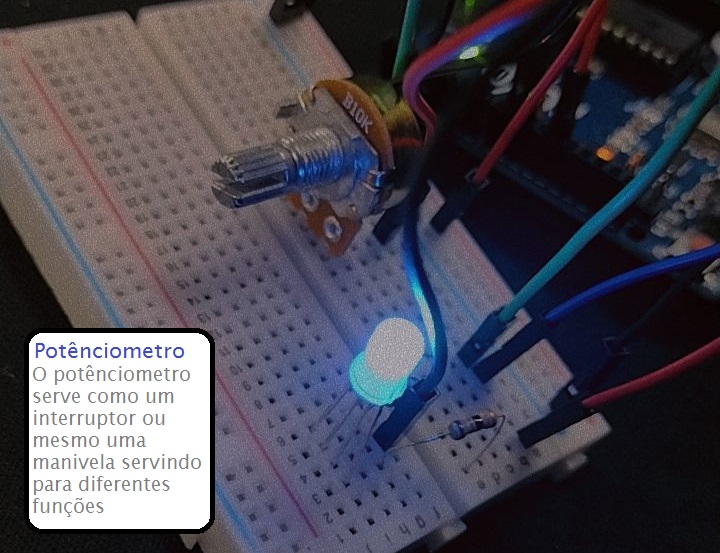 B10K
Potênciometro
O potênciometro
serve como um
interruptor ou
mesmo uma
manivela servindo
para diferentes
funções